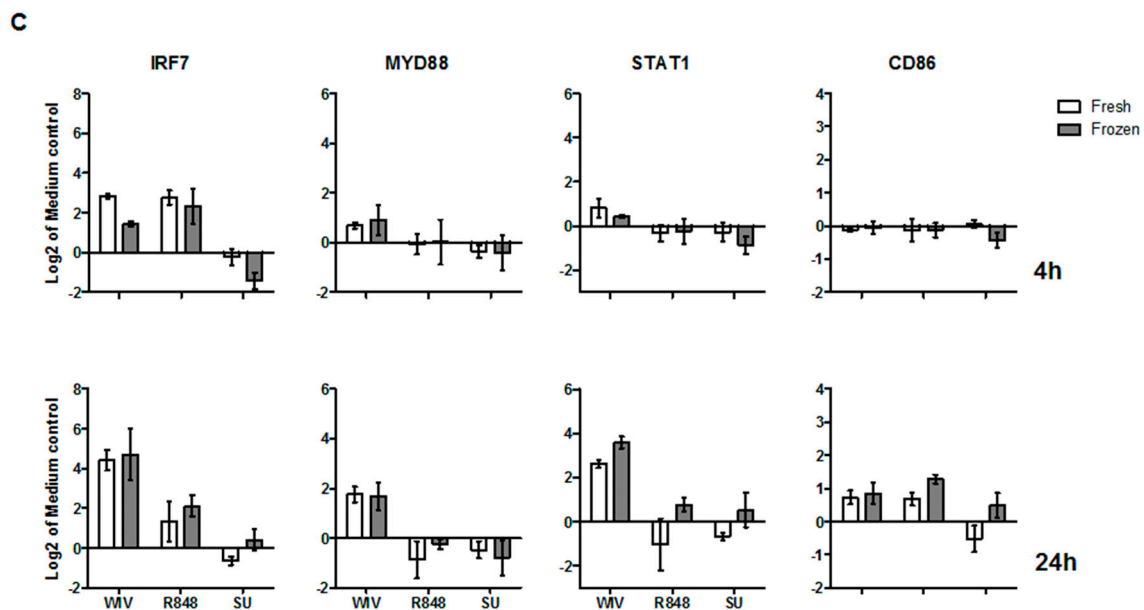 C
IRF7 MYD88 STAT1 CD86
Fresh
Frozen
Log2 of Medium control
8 6 4 2 0 -2
6 4 2 0 -2
6 4 2 0 -2
4 3 2 1 0 -1 -2
4h
Log2 of Medium control
8 6 4 2 0 -2
6 4 2 0 -2
6 4 2 0 -2
4 3 2 1 0 -1 -2
24h
WIV R848 SU
WIV R848 SU
WIV R848 SU